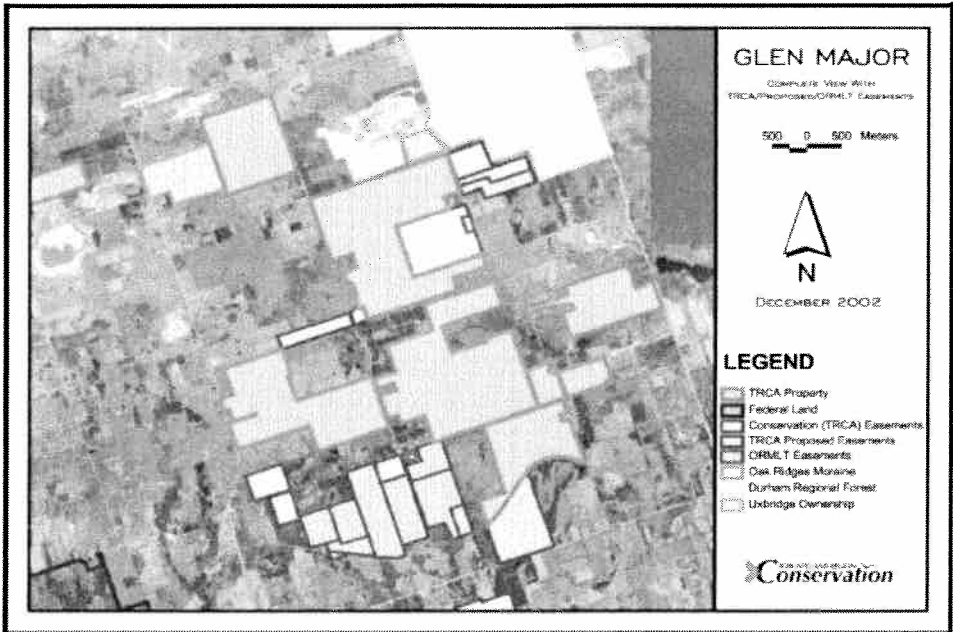 GLEN MAJOR
COMPLETE VIEW WITH
TRCA/PROPOSED/ORMLT EASEMENTS
500 0 500 Meters
N
DECEMBER 2002
LEGEND
TRCA Property
Federal Land
Conservation (TRCA) Easements
TRCA Proposed Easements
ORMLT Easements
Oak Ridges Moraine
Durham Regional Forest
Uxbridge Ownership
Conservation